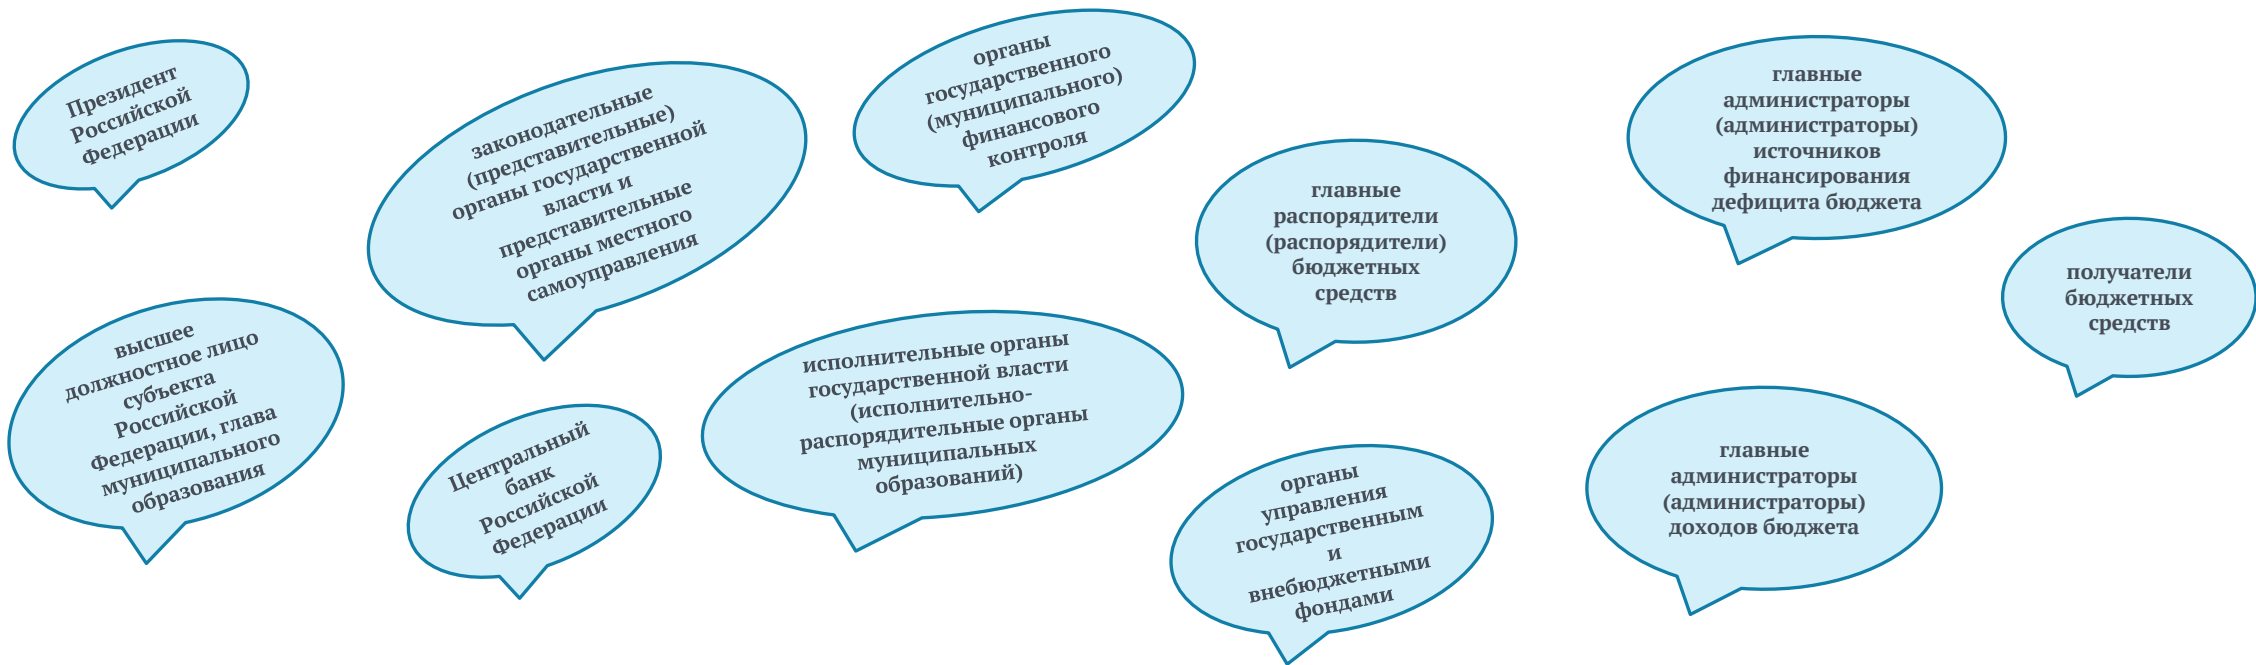 Президент
Российской
Федерации
законодательные
(представительные)
органы государственной
власти и
представительные
органы местного
самоуправления
органы
государственного
(муниципального)
финансового
контроля
главные
распорядители
(распорядители)
бюджетных
средств
главные
администраторы
(администраторы)
источников
финансирования
дефицита бюджета
получатели
бюджетных
средств
высшее
должностное лицо
субъекта
Российской
Федерации, глава
муниципального
образования
Центральный
банк
Российской
Федерации
исполнительные органы
государственной власти
(исполнительно-
распорядительные органы
муниципальных
образований)
органы
управления
государственным
и
внебюджетными
фондами
главные
администраторы
(администраторы)
доходов бюджета